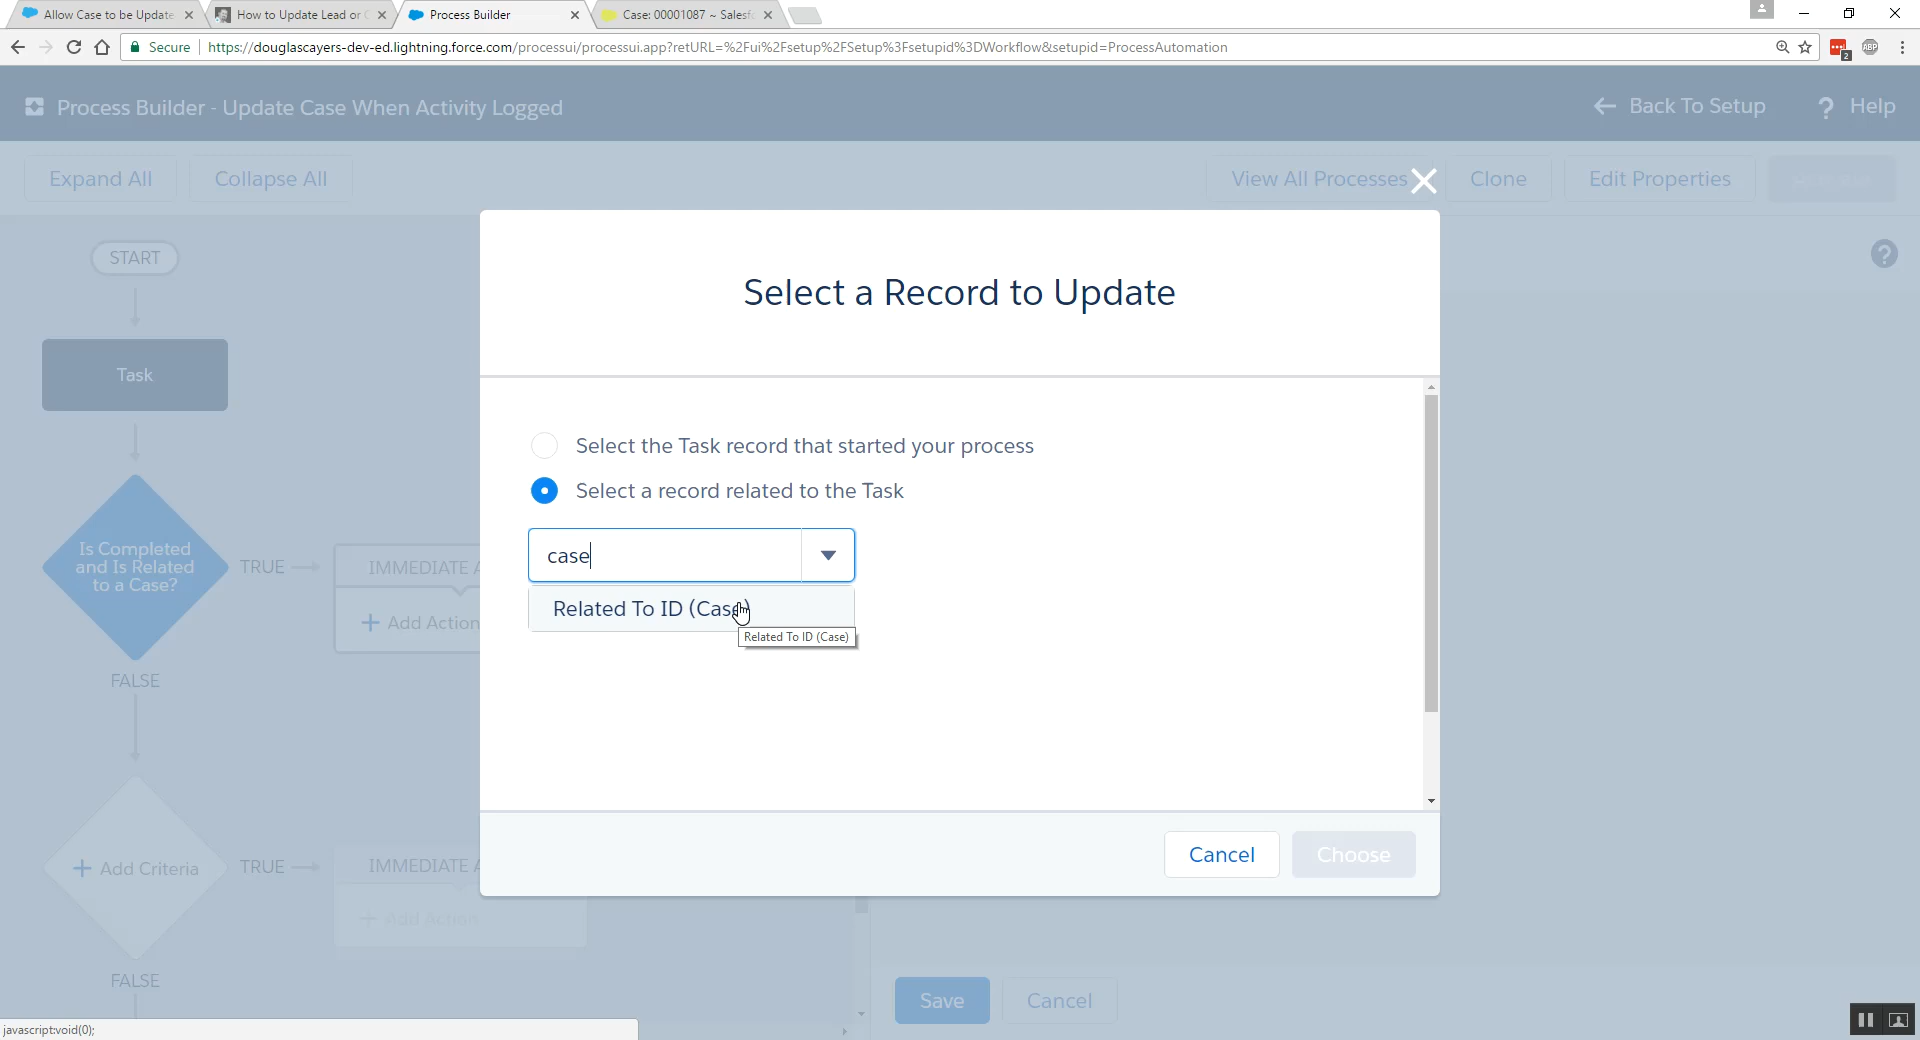 Allow Case to be Update
How to Update Lead or C
Process Builder
Case: 00001087 ~ Salesfo
Secure
https://douglascayers-dev-ed.lightning.force.com/processui/processui.app?retURL=%2Fui%2Fsetup%2FSetup%3Fsetupid%3DWorkflow&setupid=ProcessAutomation
2
ABP
Process Builder - Update Case When Activity Logged
Back To Setup
? Help
Expand All
Collapse All
View All Processes
Clone
Edit Properties
START
?
Select a Record to Update
Task
Select the Task record that started your process
Select a record related to the Task
case
Related To ID (Case)
Related To ID (Case)
Is Completed
and Is Related
to a Case?
TRUE
IMMEDIATE A
+ Add Action
FALSE
+ Add Criteria
TRUE
IMMEDIATE A
+ Add Action
Cancel
Choose
FALSE
Save
Cancel
javascript:void(0);